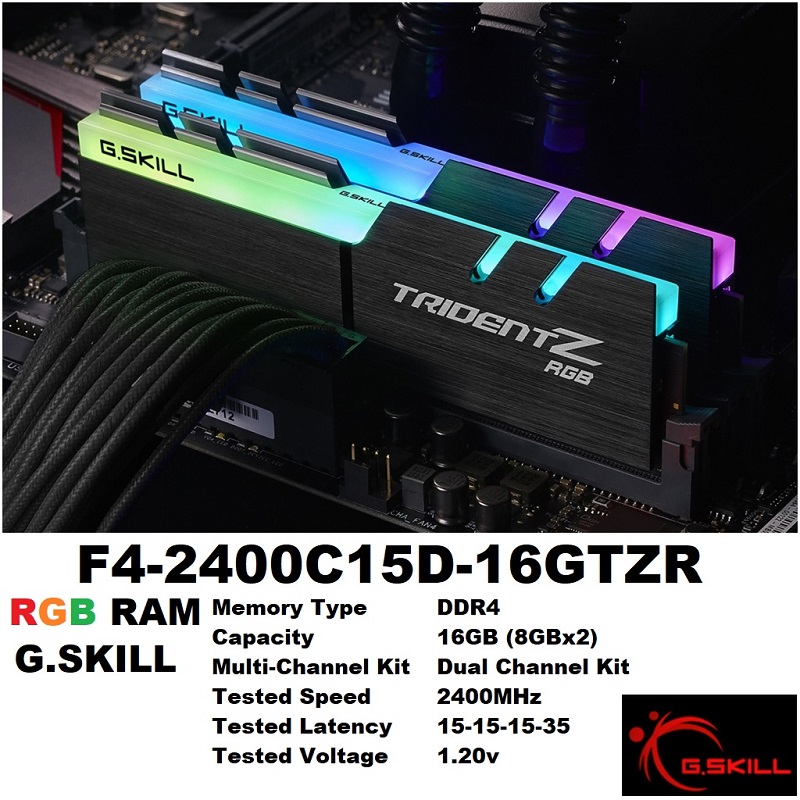 G.SKILL
G.SKILL
G.SKILL
G.SKILL
TRIDENTZ
RGB
CHA_FAN4
F4-2400C15D-16GTZR
RGB RAM
G.SKILL
Memory Type DDR4
Capacity 16GB (8GBx2)
Multi-Channel Kit Dual Channel Kit
Tested Speed 2400MHz
Tested Latency 15-15-15-35
Tested Voltage 1.20v
G.SKILL